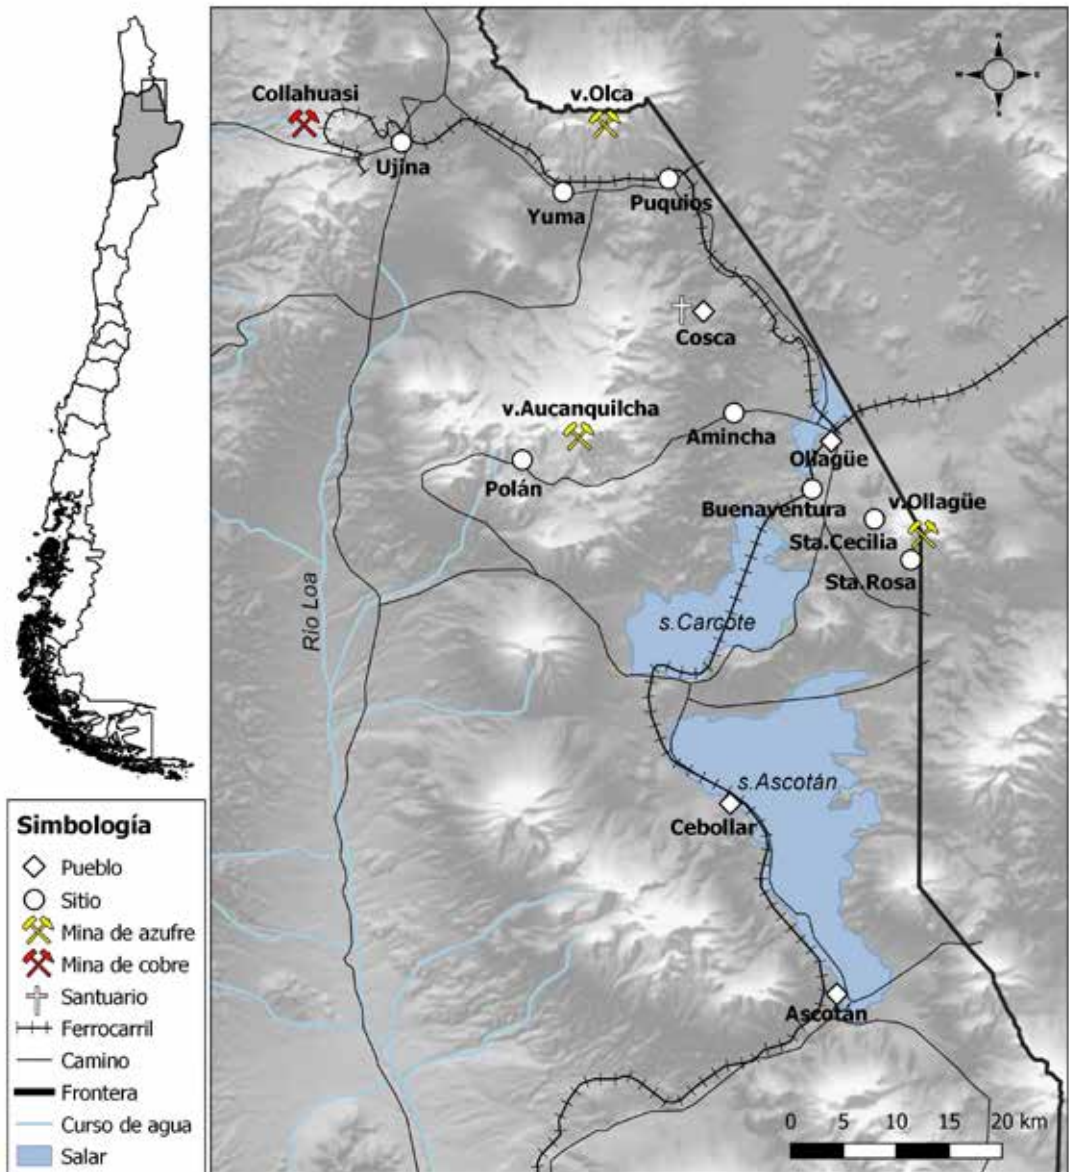 Collahuasi
v.Olca
Ujina
Yuma
Puquios
Cosca
v.Aucanquilcha
Amincha
Polán
Ollagüe
Buenaventura
v.Ollagüe
Sta.Cecilia
Sta.Rosa
Río Loa
s.Carcote
s.Ascotán
Cebollar
Ascotán
Simbología
Pueblo
Sitio
Mina de azufre
Mina de cobre
Santuario
Ferrocarril
Camino
Frontera
Curso de agua
Salar
0 5 10 15 20 km